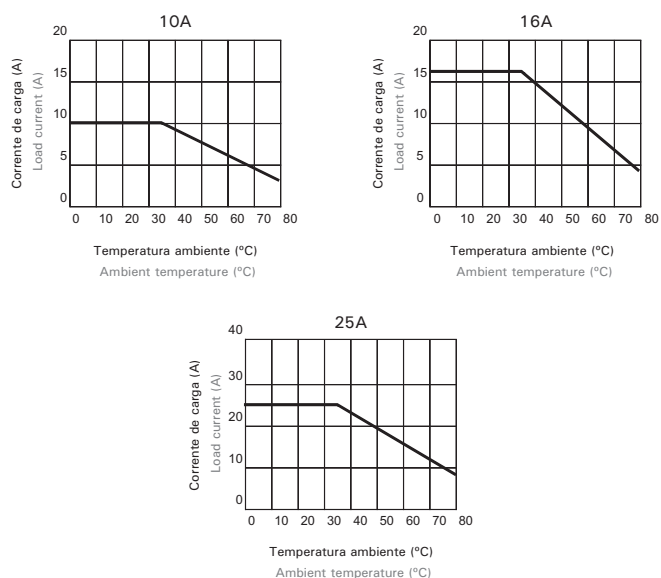 10A
20
15
10
5
0
Corrente de carga (A)
Load current (A)
0 10 20 30 40 50 60 70 80
Temperatura ambiente (ºC)
Ambient temperature (ºC)
16A
20
15
10
5
0
Corrente de carga (A)
Load current (A)
0 10 20 30 40 50 60 70 80
Temperatura ambiente (ºC)
Ambient temperature (ºC)
25A
40
30
20
10
0
Corrente de carga (A)
Load current (A)
0 10 20 30 40 50 60 70 80
Temperatura ambiente (ºC)
Ambient temperature (ºC)